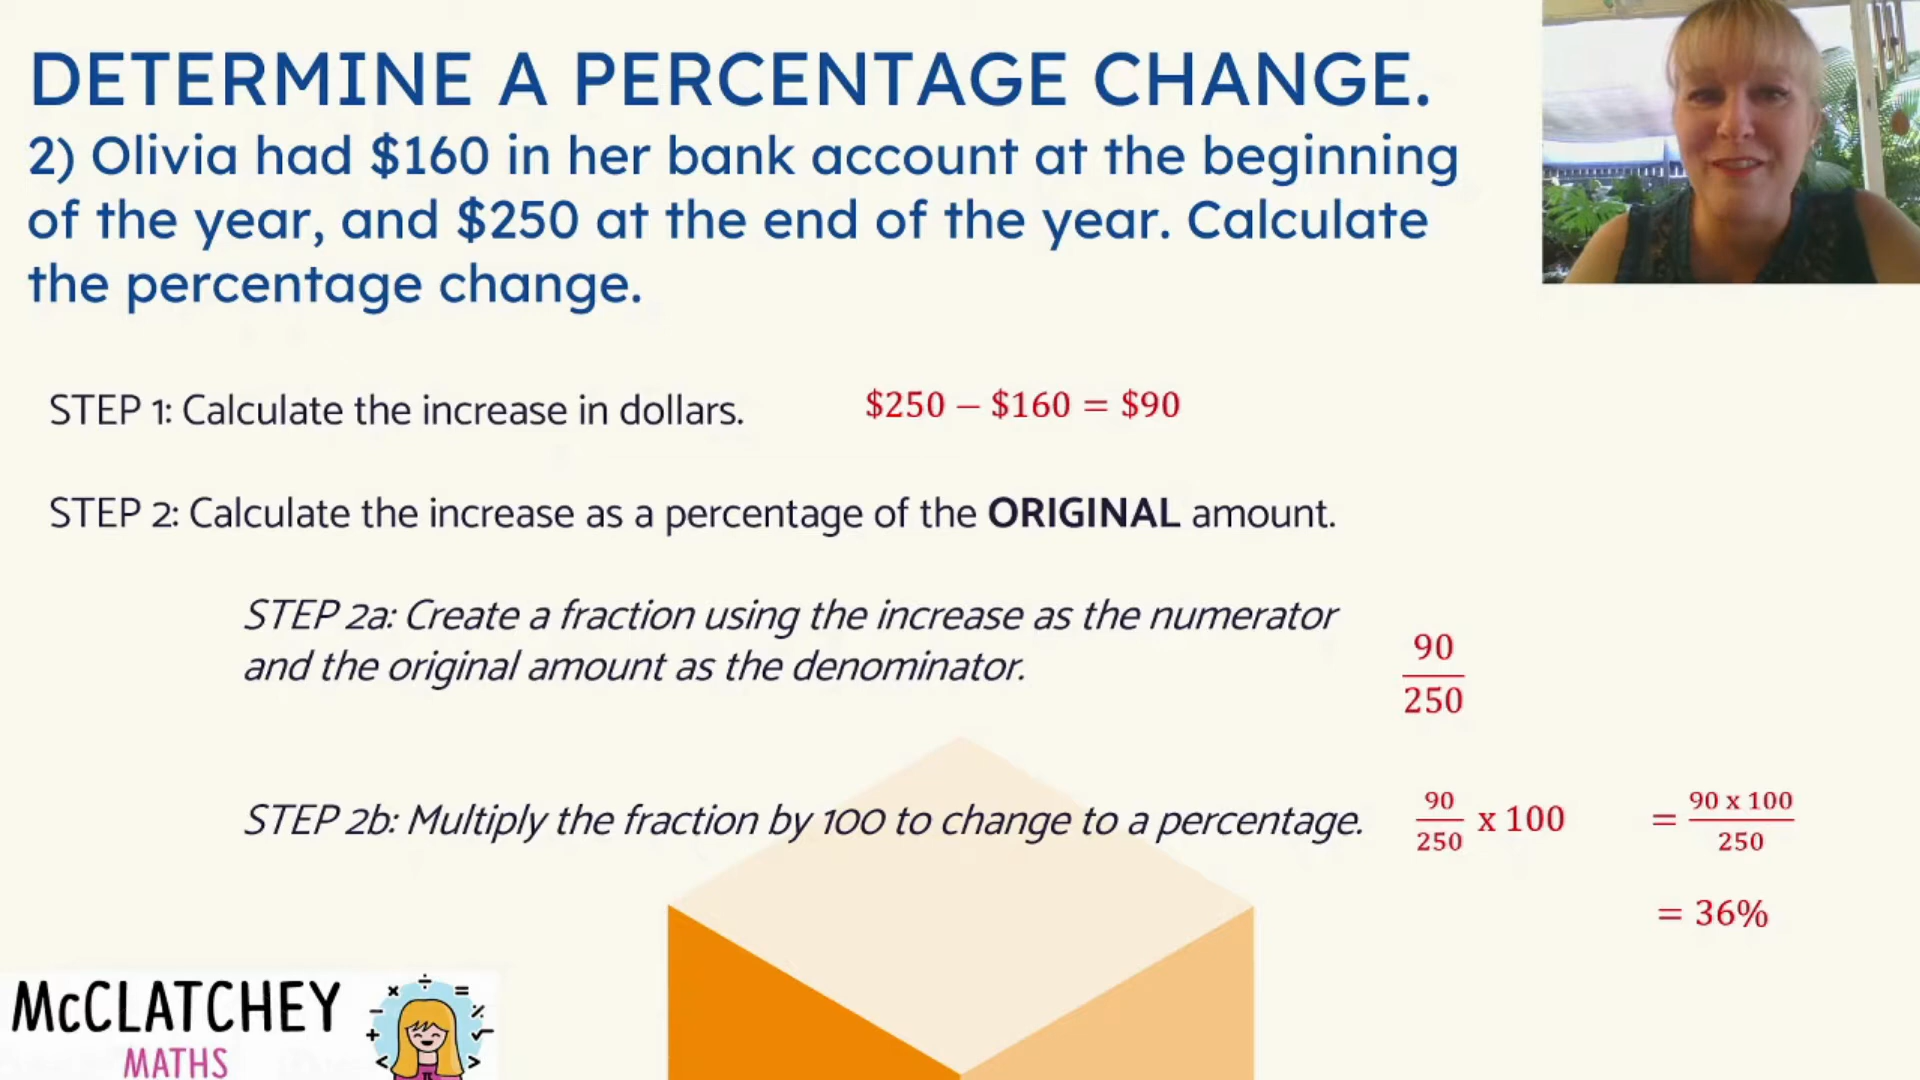 DETERMINE A PERCENTAGE CHANGE.
2) Olivia had $160 in her bank account at the beginning
of the year, and $250 at the end of the year. Calculate
the percentage change.
STEP 1: Calculate the increase in dollars. $250 − $160 = $90
STEP 2: Calculate the increase as a percentage of the ORIGINAL amount.
STEP 2a: Create a fraction using the increase as the numerator
and the original amount as the denominator.
90
250
STEP 2b: Multiply the fraction by 100 to change to a percentage. 90/250 x 100 = 90 x 100/250
= 36%
McCLATCHEY
MATHS